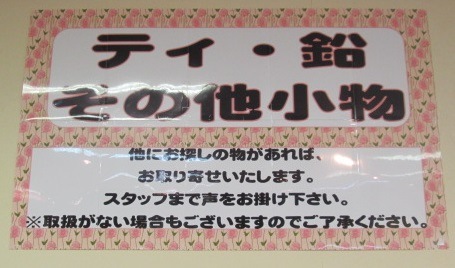 ティ・鉛
その他小物
他にお探しの物があれば、
お取り寄せいたします。
スタッフまで声をお掛け下さい。
※取扱がない場合もございますのでご了承ください。